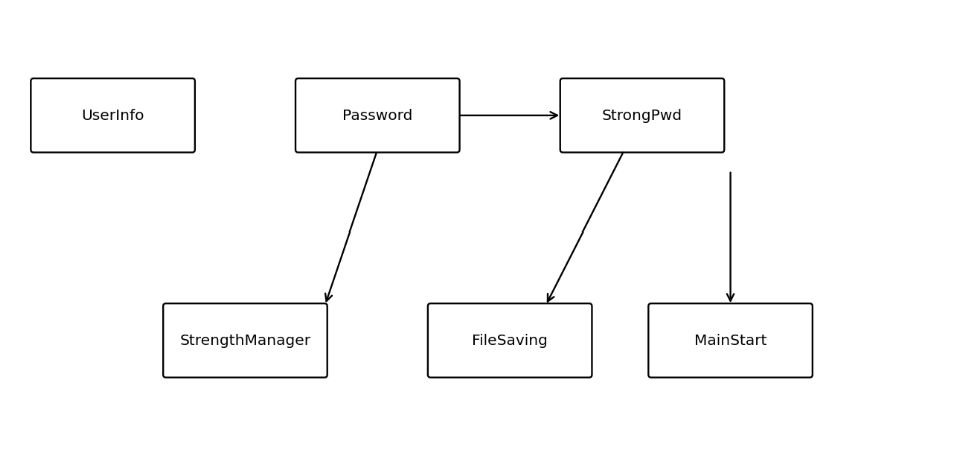 UserInfo
Password
StrongPwd
StrengthManager
FileSaving
MainStart